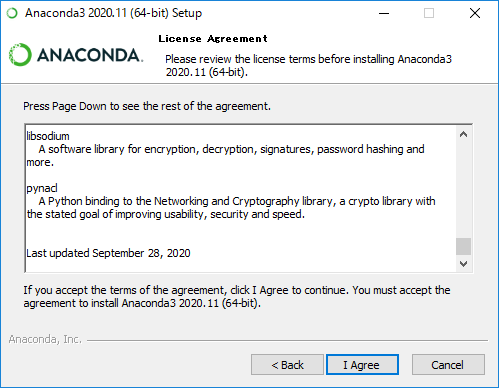 Anaconda3 2020.11 (64-bit) Setup
ANACONDA.
License Agreement
Please review the license terms before installing Anaconda3
2020.11 (64-bit).
Press Page Down to see the rest of the agreement.
libsodium
A software library for encryption, decryption, signatures, password hashing and
more.
pynacl
A Python binding to the Networking and Cryptography library, a crypto library with
the stated goal of improving usability, security and speed.
Last updated September 28, 2020
If you accept the terms of the agreement, click I Agree to continue. You must accept the
agreement to install Anaconda3 2020.11 (64-bit).
Anaconda, Inc.
< Back
I Agree
Cancel